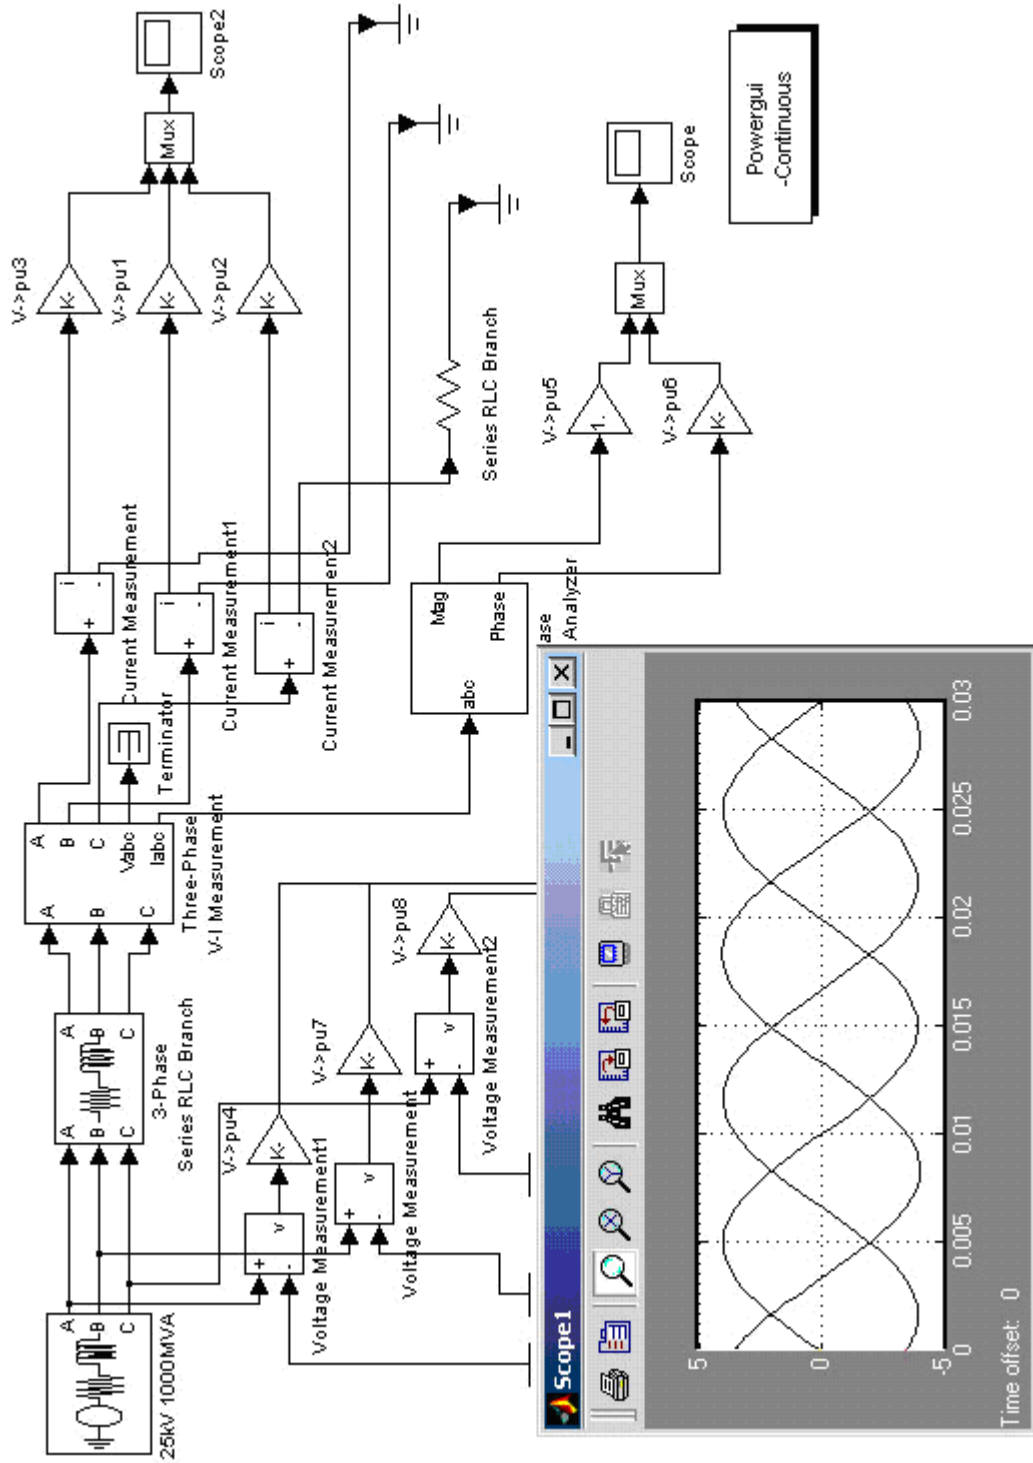 25kV 1000MVA
A
B
C
A
B
C
A
B
C
3-Phase
Series RLC Branch
A
B
C
A
B
C
Vabc
Iabc
Three-Phase
V-I Measurement
Terminator
+
-
i
Current Measurement
+
-
i
Current Measurement1
+
-
i
Current Measurement2
V->pu3
K-
V->pu1
K-
V->pu2
K-
Mux
Scope2
Series RLC Branch
+
-
v
Voltage Measurement1
V->pu4
K-
+
-
v
Voltage Measurement
V->pu7
K-
+
-
v
Voltage Measurement2
V->pu8
K-
abc
Mag
Phase
ase
Analyzer
V->pu5
1.
V->pu6
K-
Mux
Scope
Powergui
-Continuous
Scope1
5
0
-5
0
0.005
0.01
0.015
0.02
0.025
0.03
Time offset: 0